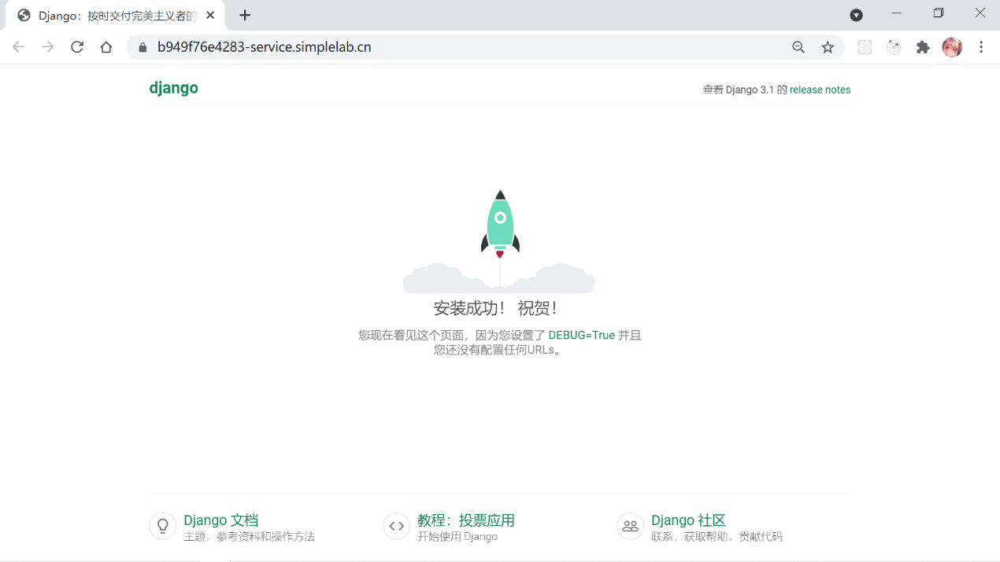 Django：按时交付完美主义者的
b949f76e4283-service.simplelab.cn
django
查看 Django 3.1 的 release notes
安装成功！ 祝贺！
您现在看见这个页面，因为您设置了 DEBUG=True 并且
您还没有配置任何URLs。
Django 文档
主题，参考资料和操作方法
教程：投票应用
开始使用 Django
Django 社区
联系，获取帮助，贡献代码